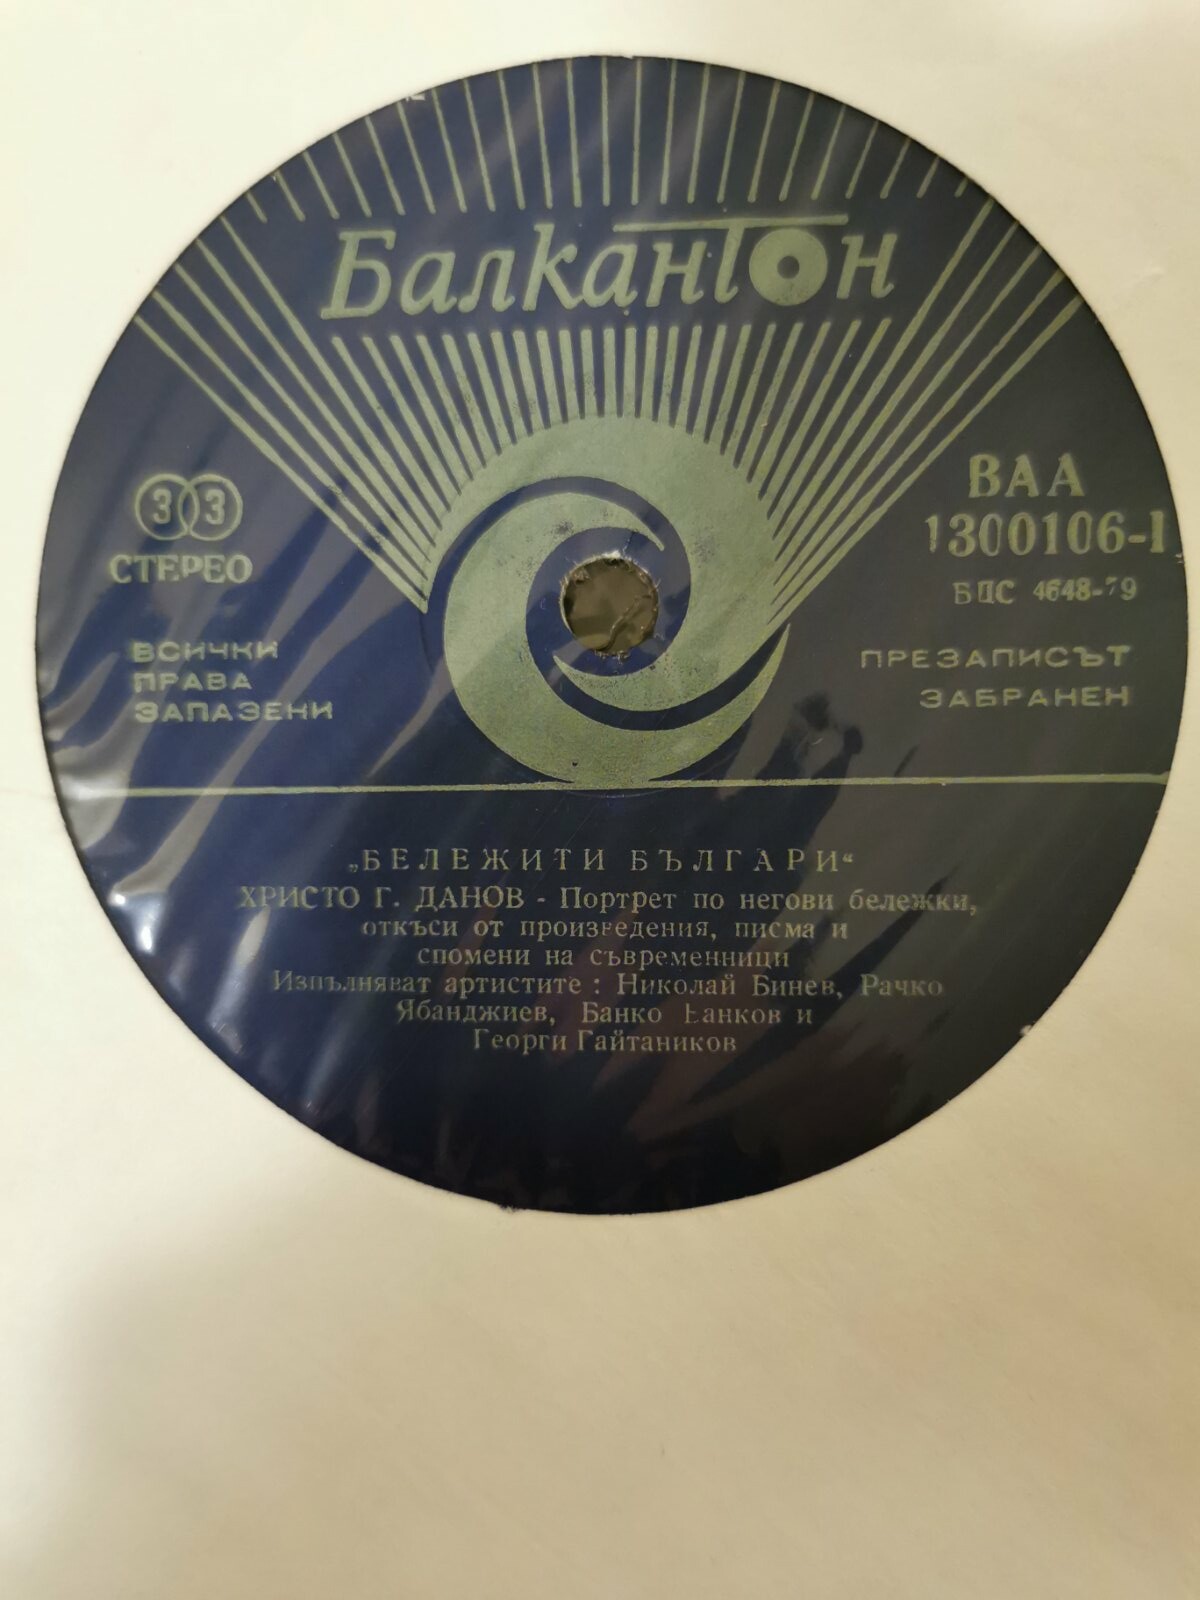 Балкантон
33
СТЕРЕО
ВСИЧКИ
ПРАВА
ЗАПАЗЕНИ
ВАА
1300106-1
БДС 4648-79
ПРЕЗАПИСЪТ
ЗАБРАНЕН
„БЕЛЕЖИТИ БЪЛГАРИ“
ХРИСТО Г. ДАНОВ - Портрет по негови бележки,
откъси от произведения, писма и
спомени на съвременници
Изпълняват артистите : Николай Бинев, Рачко
Ябанджиев, Банко Банков и
Георги Гайтаников